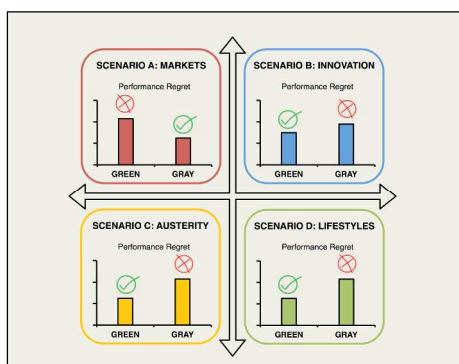 SCENARIO A: MARKETS
Performance Regret
GREEN GRAY
SCENARIO B: INNOVATION
Performance Regret
GREEN GRAY
SCENARIO C: AUSTERITY
Performance Regret
GREEN GRAY
SCENARIO D: LIFESTYLES
Performance Regret
GREEN GRAY